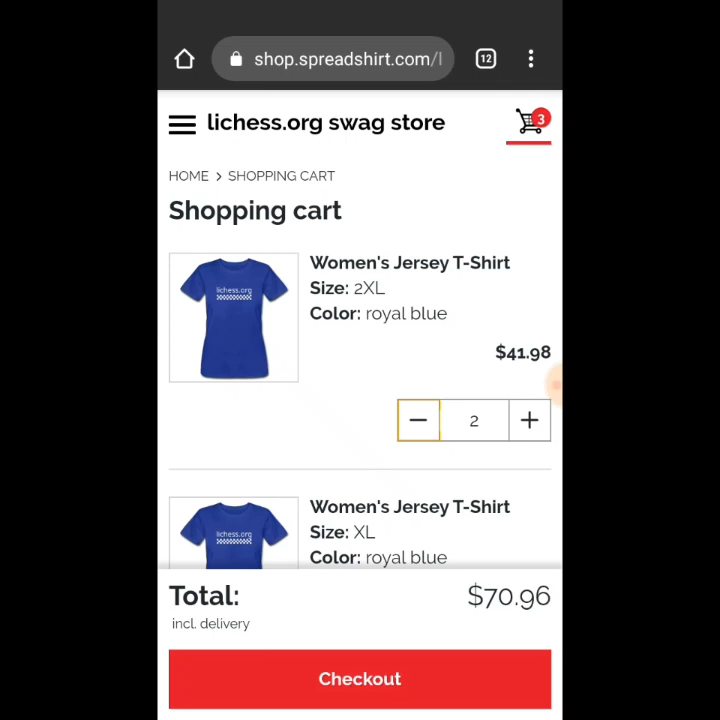 shop.spreadshirt.com/l
12
lichess.org swag store
3
HOME > SHOPPING CART
Shopping cart
lichess.org
Women's Jersey T-Shirt
Size: 2XL
Color: royal blue
$41.98
− 2 +
lichess.org
Women's Jersey T-Shirt
Size: XL
Color: royal blue
Total: $70.96
incl. delivery
Checkout